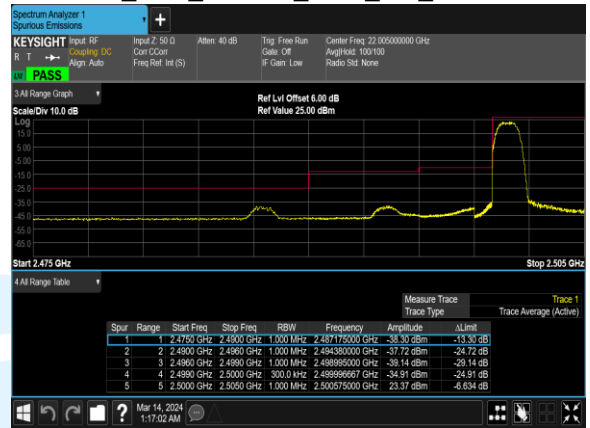 Spectrum Analyzer 1
Spurious Emissions
+
KEYSIGHT Input: RF Input Z: 50 Ω Atten: 40 dB Trig: Free Run Center Freq: 22.005000000 GHz
R T Coupling: DC Corr CCorr Gate: Off Avg|Hold: 100/100
Align: Auto Freq Ref: Int (S) IF Gain: Low Radio Std: None
PASS
3 All Range Graph
Ref Lvl Offset 6.00 dB
Scale/Div 10.0 dB Ref Value 25.00 dBm
Log
15.0
5.00
-5.00
-15.0
-25.0
-35.0
-45.0
-55.0
-65.0
Start 2.475 GHz Stop 2.505 GHz
4 All Range Table
Measure Trace Trace 1
Trace Type Trace Average (Active)
Spur Range Start Freq Stop Freq RBW Frequency Amplitude ΔLimit
1 1 2.4750 GHz 2.4900 GHz 1.000 MHz 2.487175000 GHz -38.30 dBm -13.30 dB
2 2 2.4900 GHz 2.4960 GHz 1.000 MHz 2.494380000 GHz -37.72 dBm -24.72 dB
3 3 2.4960 GHz 2.4990 GHz 1.000 MHz 2.498995000 GHz -39.14 dBm -29.14 dB
4 4 2.4990 GHz 2.5000 GHz 300.0 kHz 2.499996667 GHz -34.91 dBm -24.91 dB
5 5 2.5000 GHz 2.5050 GHz 1.000 MHz 2.500575000 GHz 23.37 dBm -6.634 dB
? Mar 14, 2024
1:17:02 AM